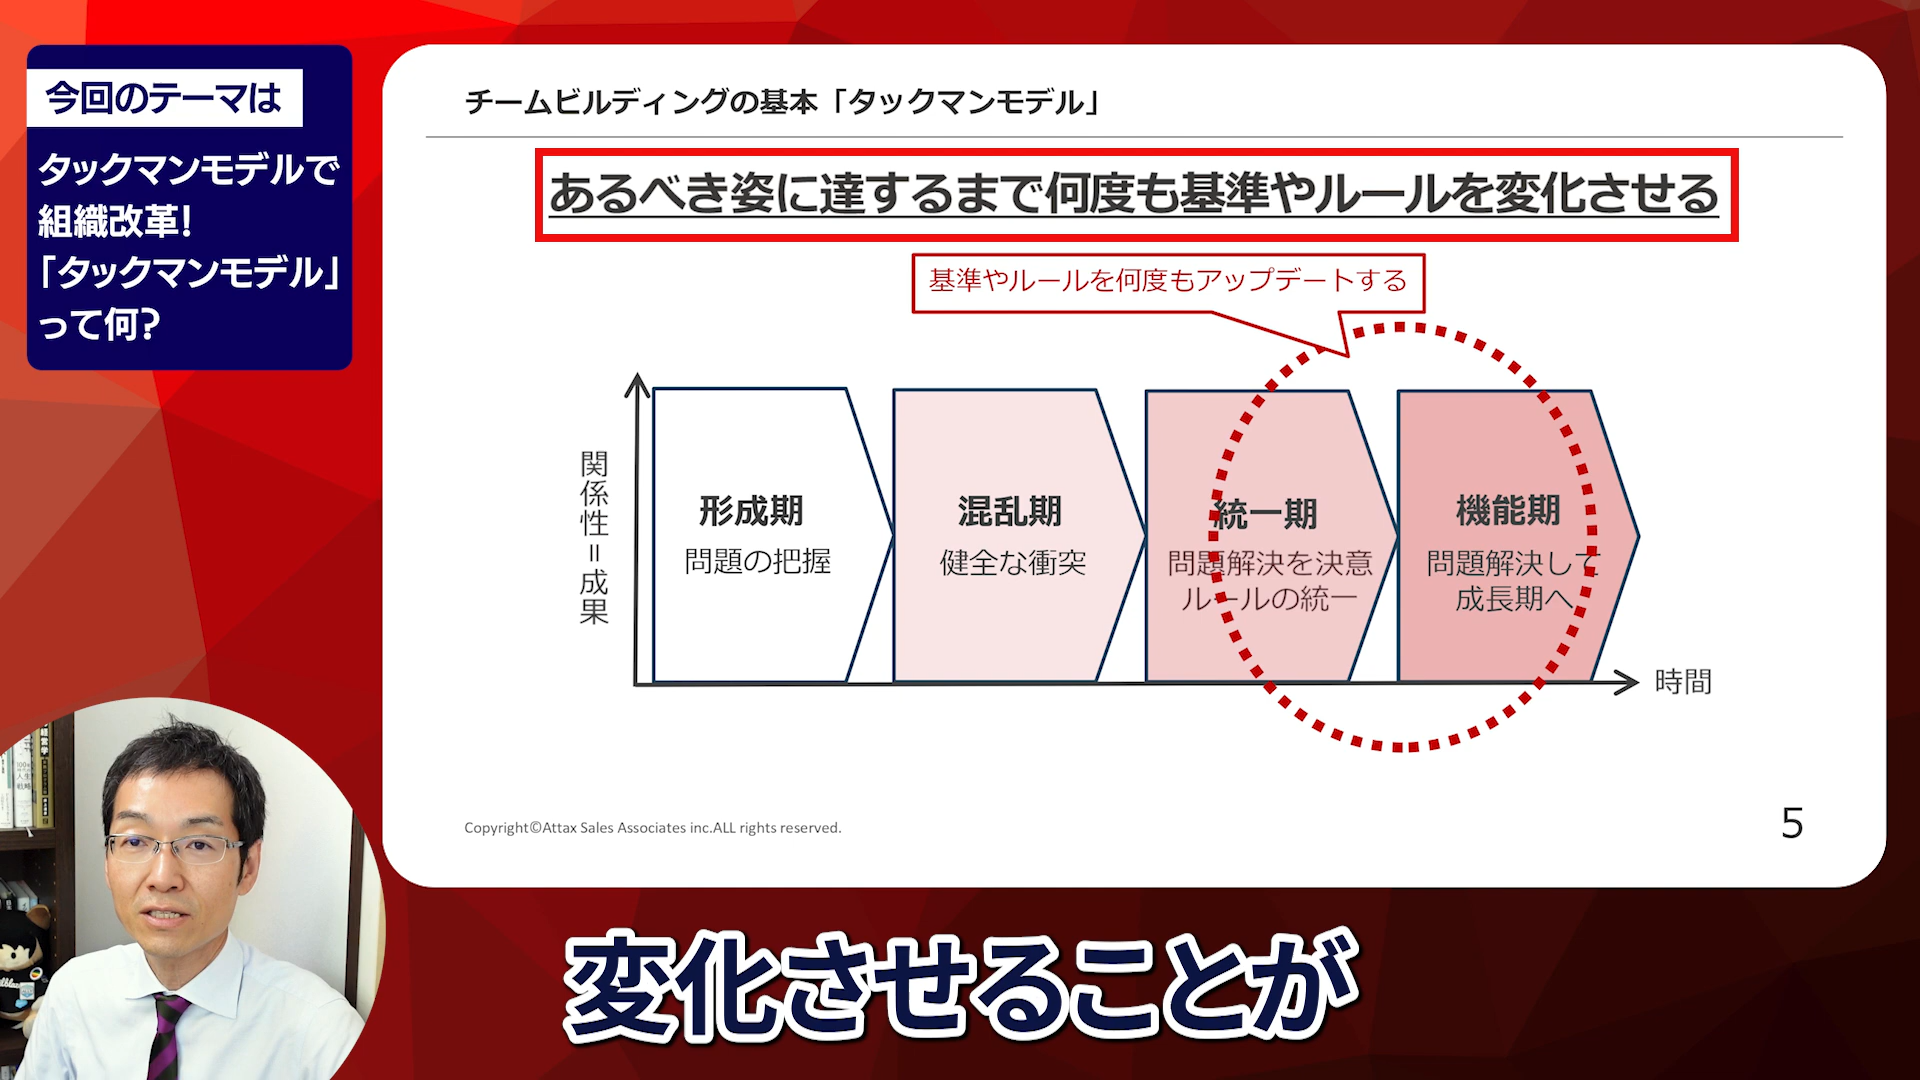 今回のテーマは
タックマンモデルで
組織改革!
「タックマンモデル」
って何?
チームビルディングの基本「タックマンモデル」
あるべき姿に達するまで何度も基準やルールを変化させる
基準やルールを何度もアップデートする
関係性=成果
形成期
問題の把握
混乱期
健全な衝突
統一期
問題解決を決意
ルールの統一
機能期
問題解決して
成長期へ
時間
Copyright©Attax Sales Associates inc.ALL rights reserved.
5
変化させることが